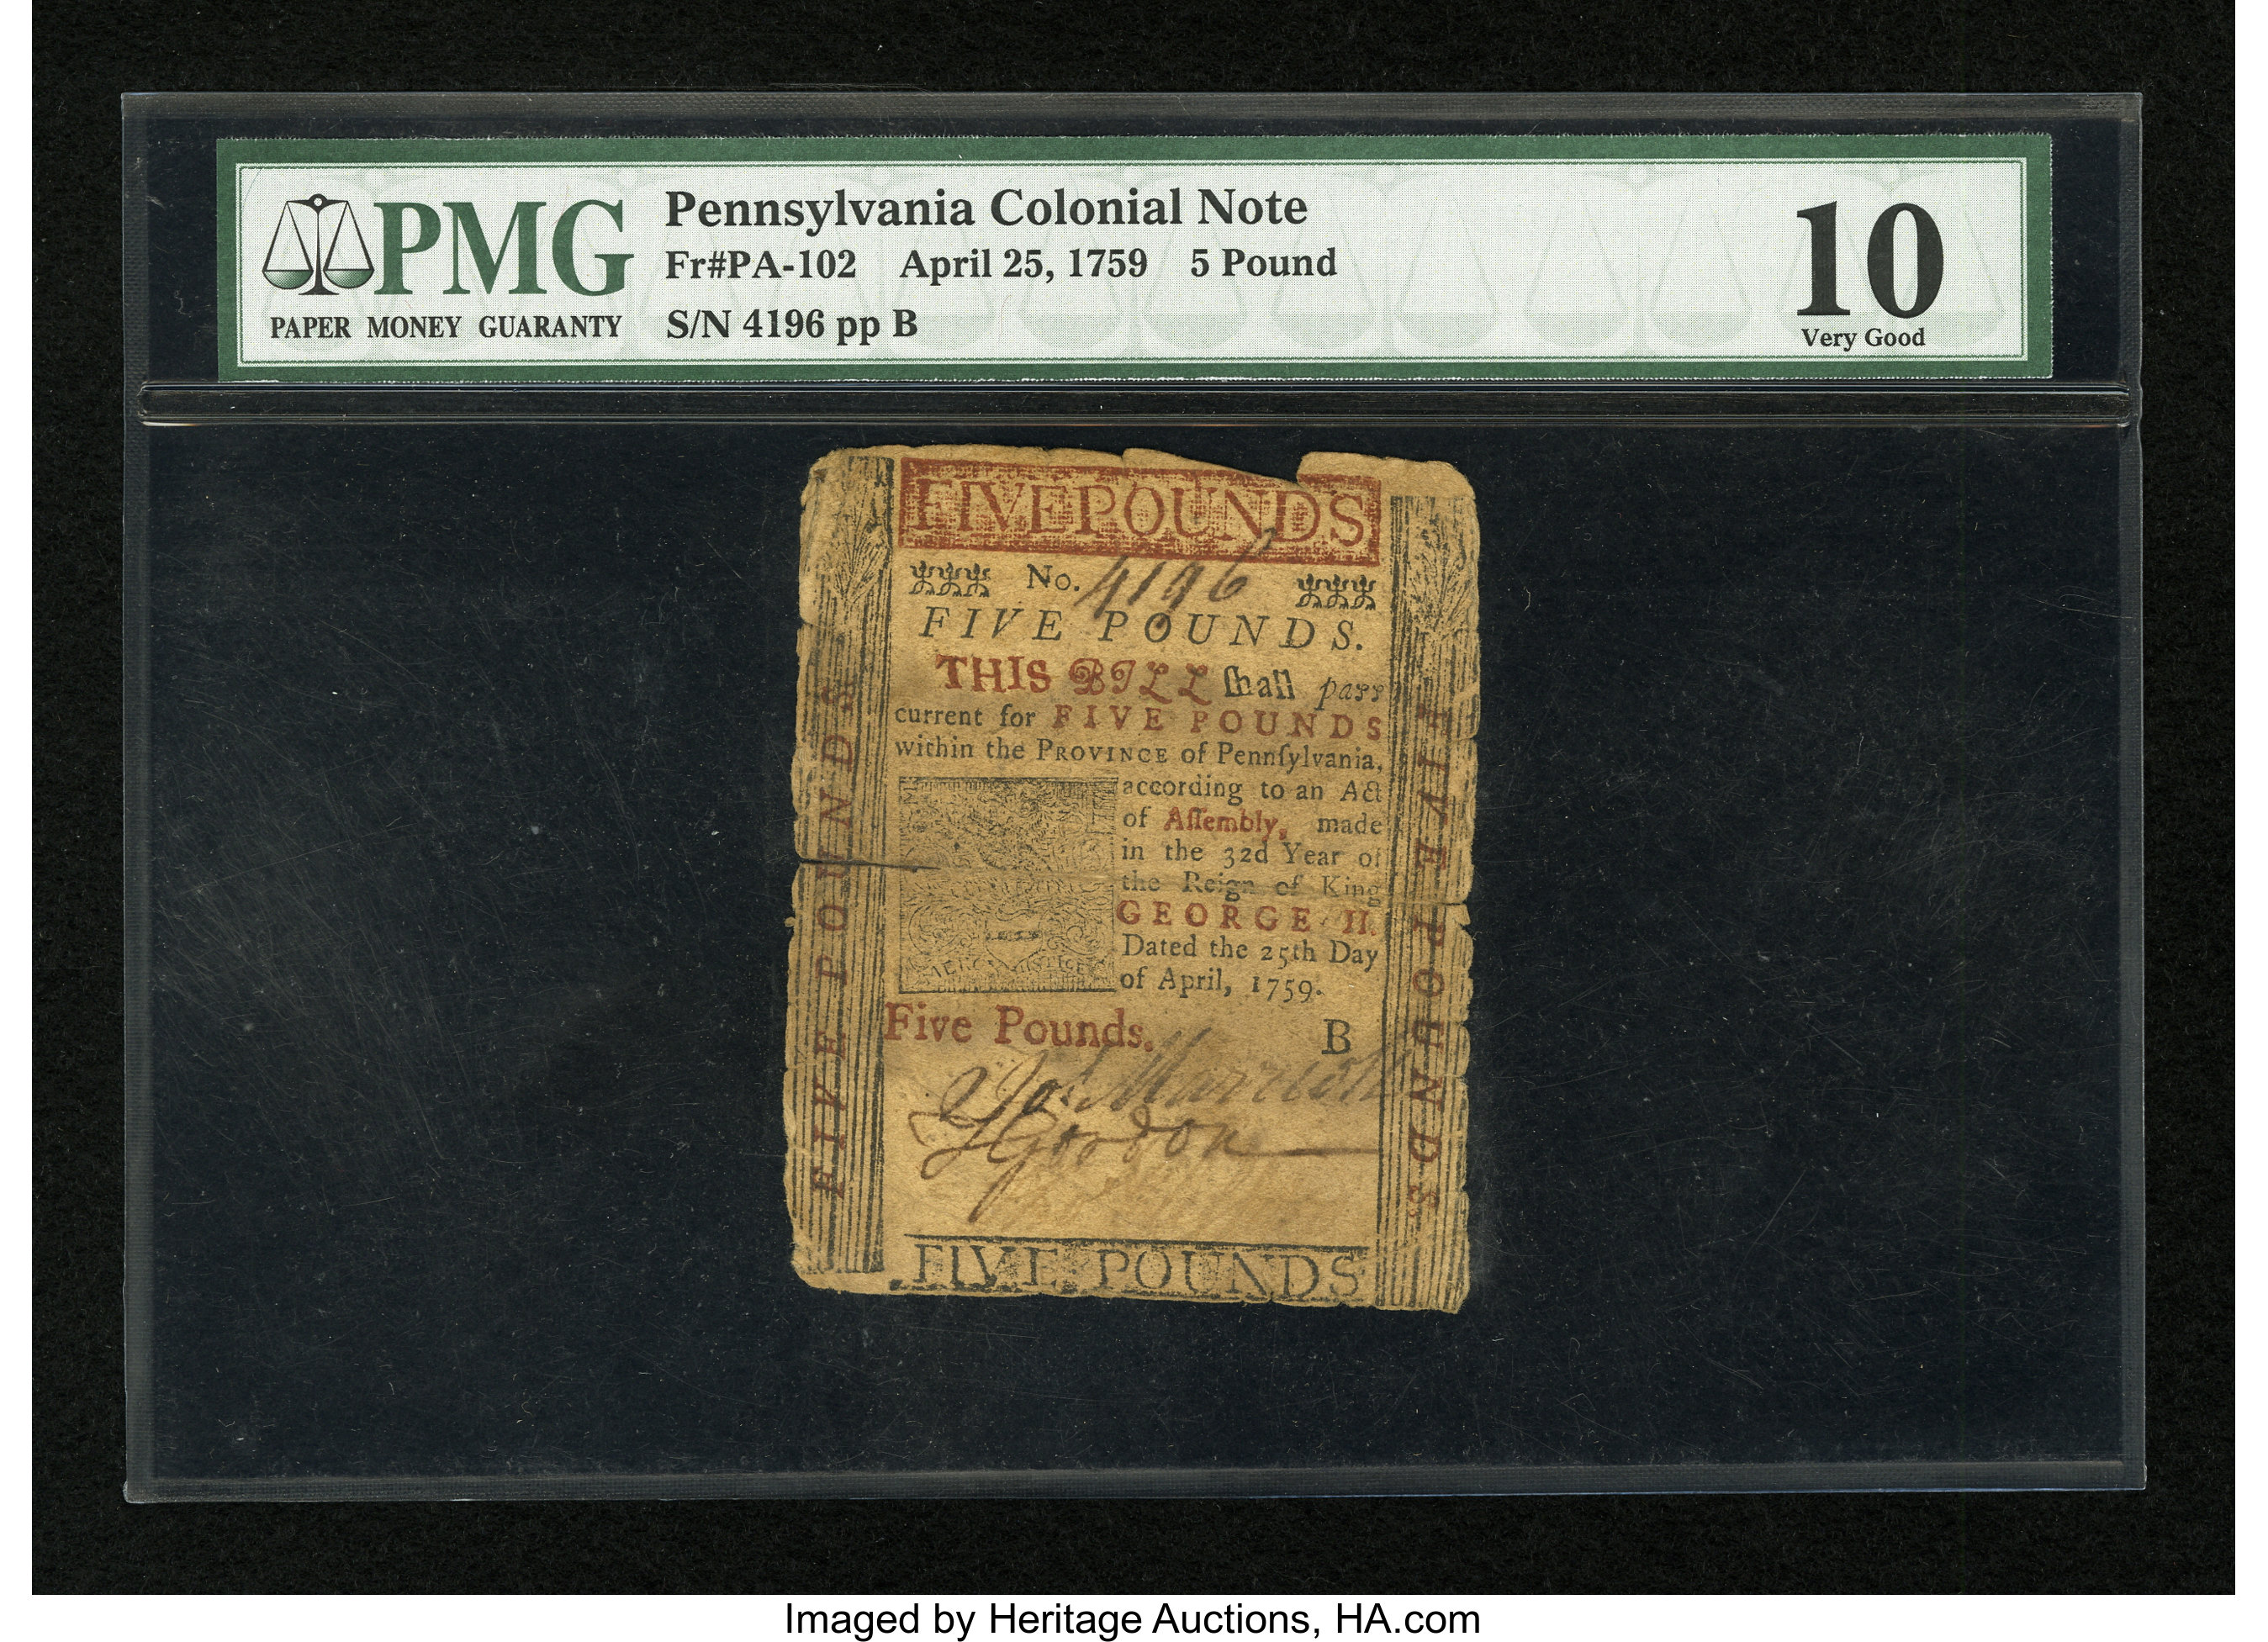 PMG
PAPER MONEY GUARANTY
Pennsylvania Colonial Note
Fr#PA-102 April 25, 1759 5 Pound
S/N 4196 pp B
10
Very Good
FIVE POUNDS
No. 4196
FIVE POUNDS.
THIS BILL ſhall paſs
current for FIVE POUNDS
within the PROVINCE of Pennſylvania,
according to an Act
of Aſſembly, made
in the 32d Year of
the Reign of King
GEORGE II.
Dated the 25th Day
of April, 1759.
Five Pounds. B
Gordon
FIVE POUNDS
FIVE POUNDS
FIVE POUNDS
Imaged by Heritage Auctions, HA.com